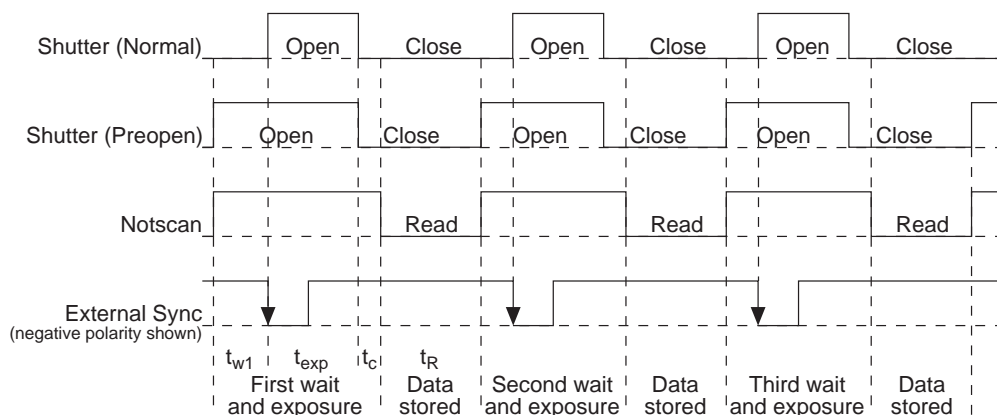 Shutter (Normal) Open Close Open Close Open Close
Shutter (Preopen) Open Close Open Close Open Close
Notscan Read Read Read
External Sync
(negative polarity shown)
tw1 texp tc tR
First wait Data Second wait Data Third wait Data
and exposure stored and exposure stored and exposure stored